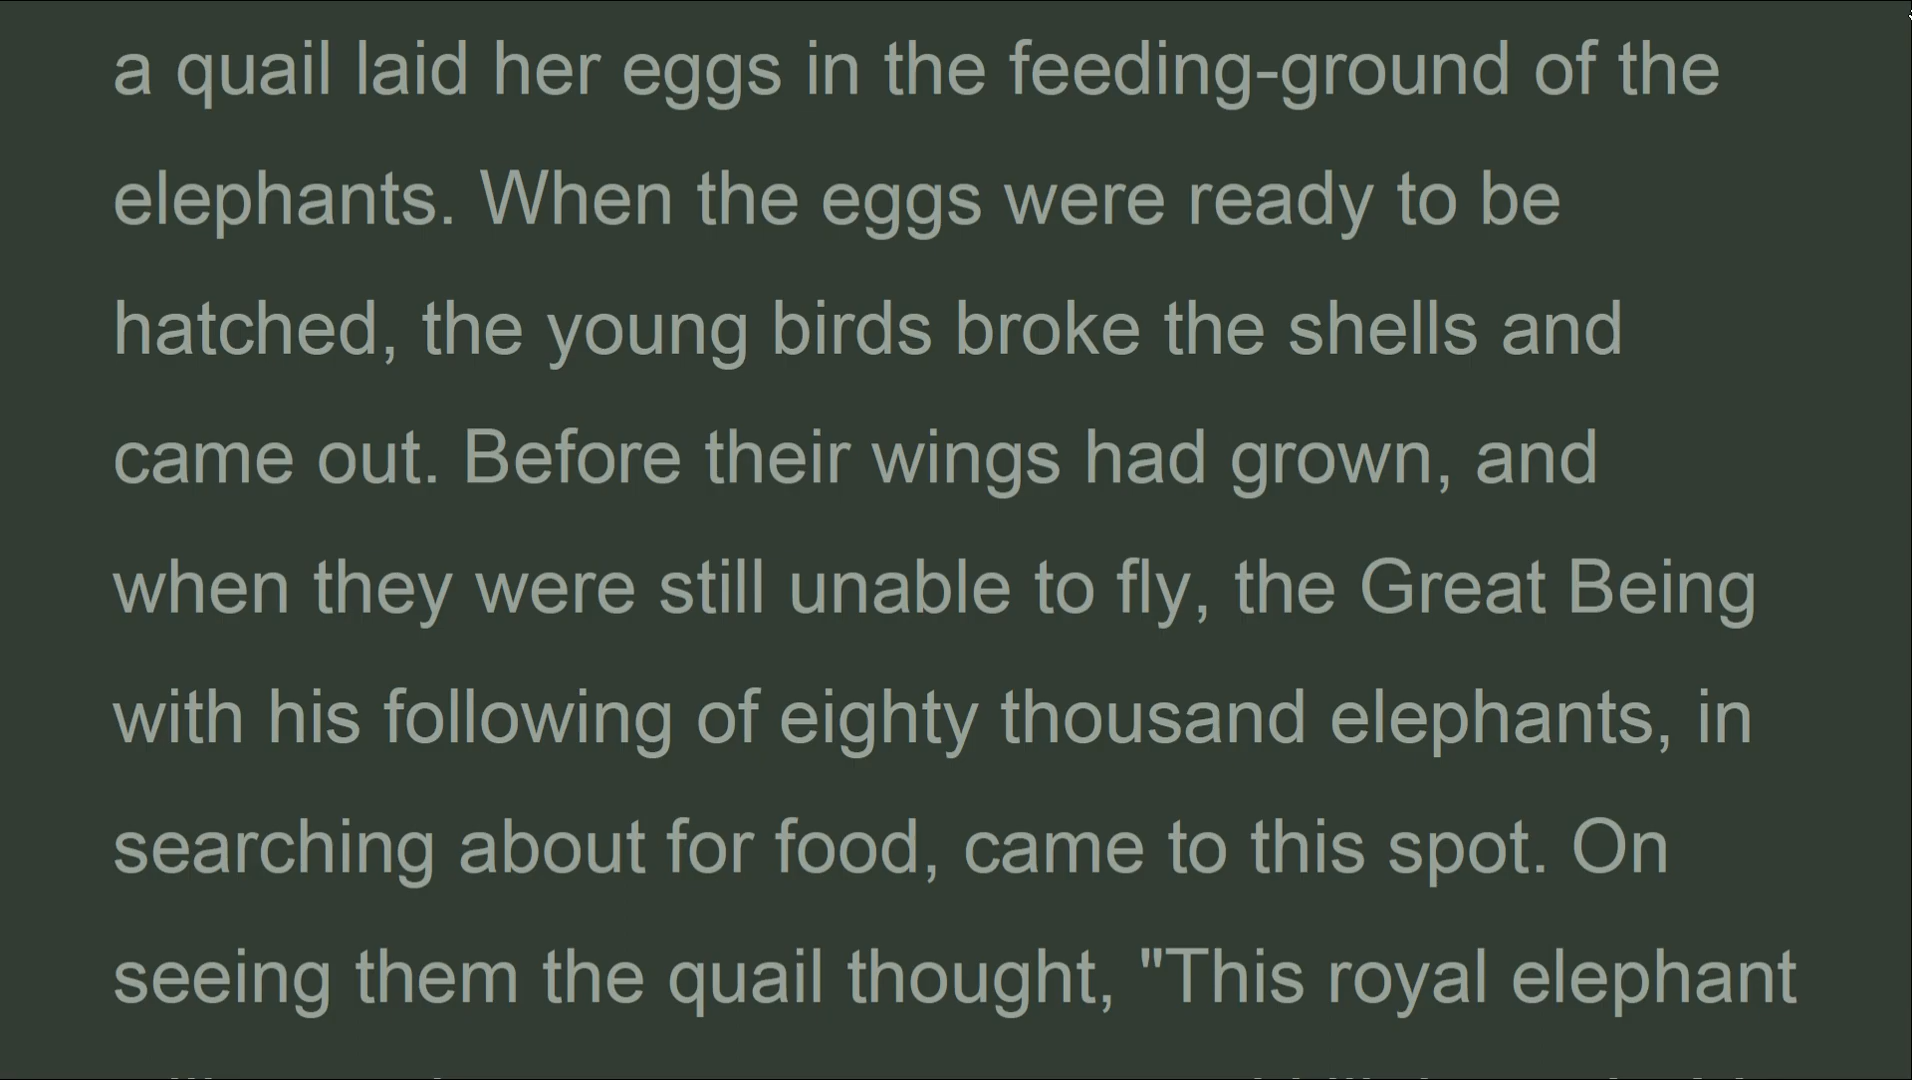 a quail laid her eggs in the feeding-ground of the
elephants. When the eggs were ready to be
hatched, the young birds broke the shells and
came out. Before their wings had grown, and
when they were still unable to fly, the Great Being
with his following of eighty thousand elephants, in
searching about for food, came to this spot. On
seeing them the quail thought, "This royal elephant